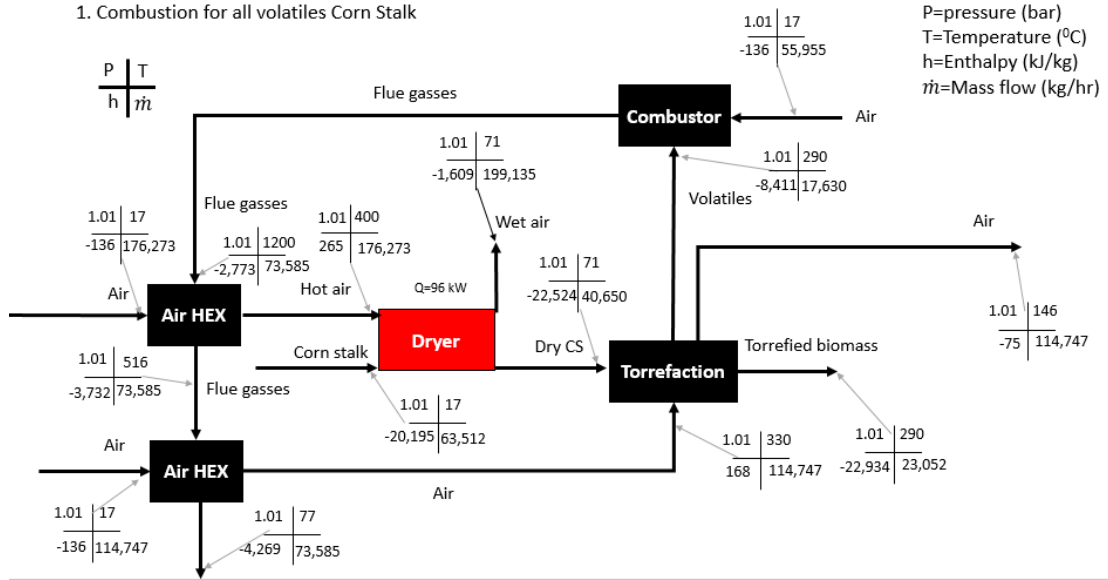 1. Combustion for all volatiles Corn Stalk
P=pressure (bar)
T=Temperature (⁰C)
h=Enthalpy (kJ/kg)
ṁ=Mass flow (kg/hr)
P T
h ṁ
1.01 17
-136 55,955
Flue gasses
Combustor
Air
1.01 71
-1,609 199,135
1.01 290
-8,411 17,630
Volatiles
Flue gasses
Wet air
Air
1.01 17
-136 176,273
1.01 1200
-2,773 73,585
1.01 400
265 176,273
1.01 71
-22,524 40,650
Air
Hot air
Q=96 kW
Air HEX
Dryer
1.01 146
-75 114,747
Corn stalk
Dry CS
Torrefied biomass
Torrefaction
1.01 516
-3,732 73,585
Flue gasses
1.01 17
-20,195 63,512
1.01 330
168 114,747
1.01 290
-22,934 23,052
Air
Air HEX
Air
1.01 17
-136 114,747
1.01 77
-4,269 73,585